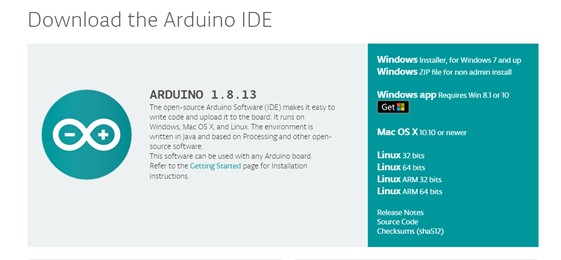 Download the Arduino IDE
ARDUINO 1.8.13
The open-source Arduino Software (IDE) makes it easy to
write code and upload it to the board. It runs on
Windows, Mac OS X, and Linux. The environment is
written in Java and based on Processing and other open-
source software.
This software can be used with any Arduino board.
Refer to the Getting Started page for Installation
instructions.
Windows Installer, for Windows 7 and up
Windows ZIP file for non admin install
Windows app Requires Win 8.1 or 10
Get
Mac OS X 10.10 or newer
Linux 32 bits
Linux 64 bits
Linux ARM 32 bits
Linux ARM 64 bits
Release Notes
Source Code
Checksums (sha512)